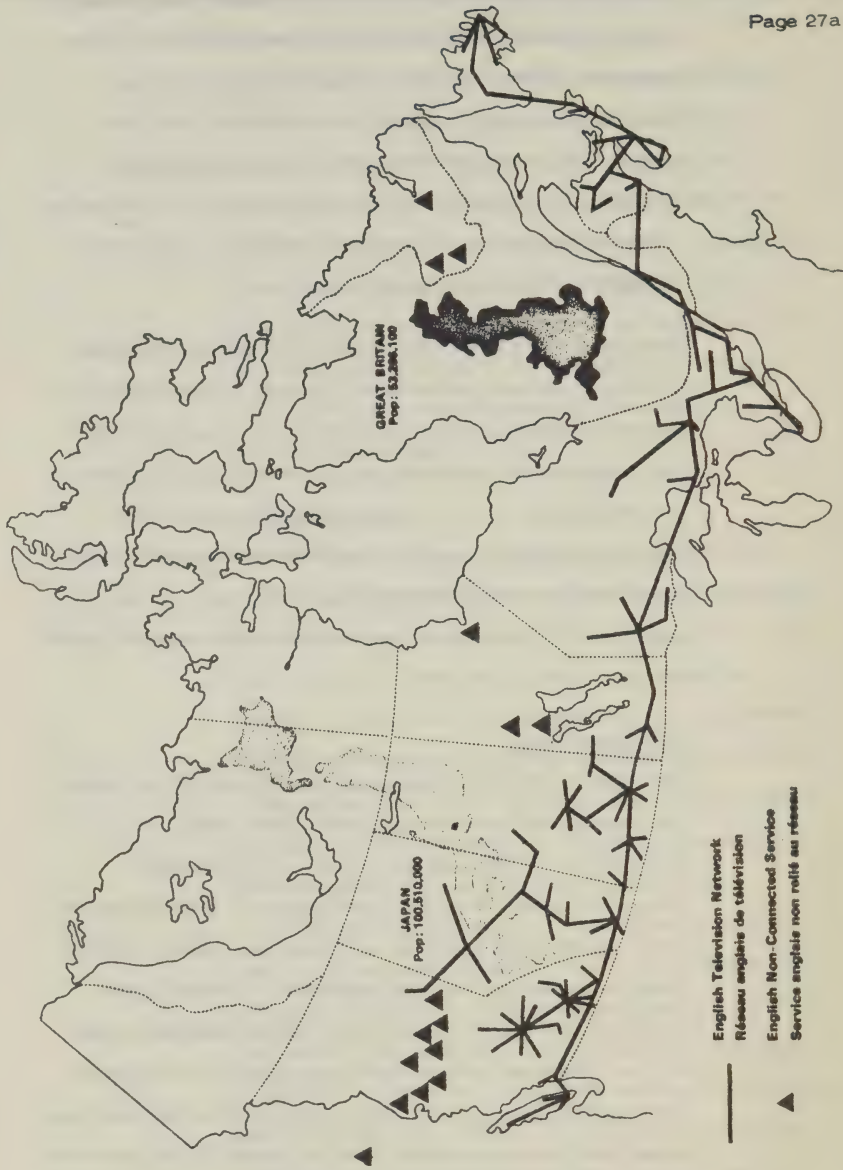 Page 27a
GREAT BRITAIN
Pop: 53,266,100
JAPAN
Pop: 100,510,000
English Television Network
Réseau anglais de télévision
English Non-Connected Service
Service anglais non relié au réseau